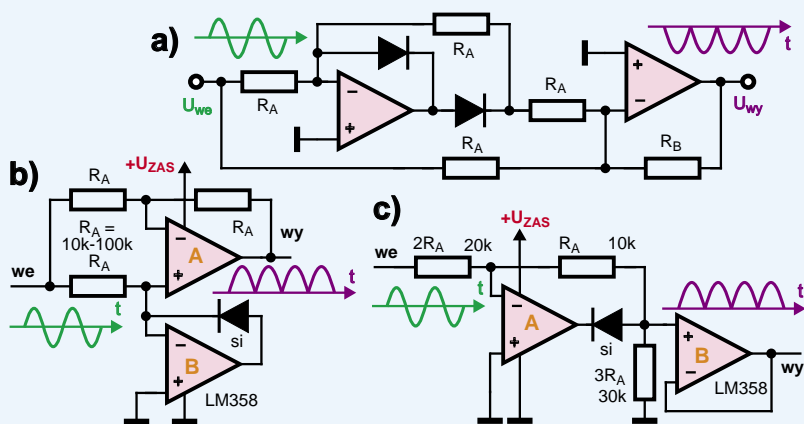 a)
t
R_A
R_A
−
+
+
−
R_A
U_we
U_wy
R_A
R_B
b)
R_A
+U_ZAS
R_A
R_A =
10k-100k
−
+
A
wy
we
R_A
t
t
−
+
B
si
LM358
c)
+U_ZAS
we
2R_A
20k
R_A
10k
t
t
−
+
A
si
3R_A
30k
+
−
B
wy
LM358